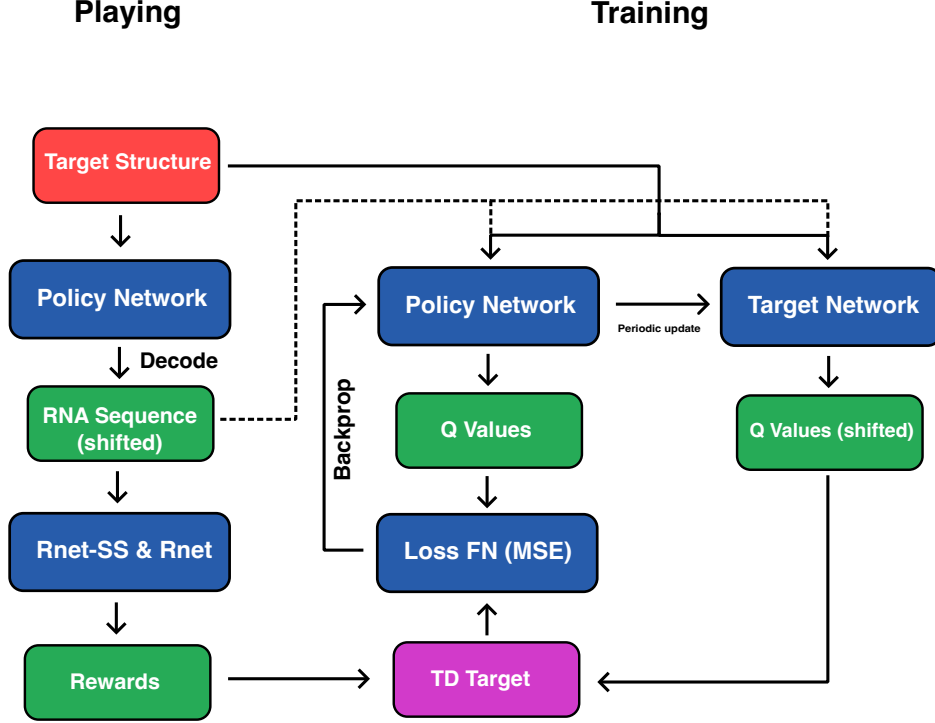 Playing
Training
Target Structure
Policy Network
Decode
RNA Sequence
(shifted)
Rnet-SS & Rnet
Rewards
Policy Network
Periodic update
Target Network
Backprop
Q Values
Q Values (shifted)
Loss FN (MSE)
TD Target